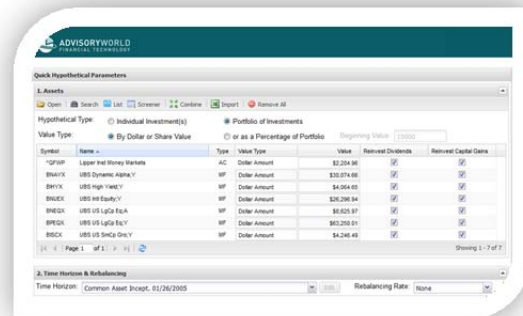 ADVISORYWORLD
FINANCIAL TECHNOLOGY
Quick Hypothetical Parameters
1. Assets
Open Search List Screener Combine Import Remove All
Hypothetical Type: Individual Investment(s) Portfolio of Investments
Value Type: By Dollar or Share Value or as a Percentage of Portfolio Beginning Value: 10000
Symbol Name Type Value Type Value Reinvest Dividends Reinvest Capital Gains
^QFWP Lipper Inst Money Markets AC Dollar Amount $2,204.96
BNAYX UBS Dynamic Alpha;Y MF Dollar Amount $30,074.66
BIHYX UBS High Yield;Y MF Dollar Amount $4,064.65
BNUEX UBS Intl Equity;Y MF Dollar Amount $26,296.94
BNEQX UBS US LgCp Eq;A MF Dollar Amount $8,625.97
BPEQX UBS US LgCp Eq;Y MF Dollar Amount $63,250.01
BISCX UBS US SmCp Gro;Y MF Dollar Amount $4,246.49
Page 1 of 1 Showing 1 - 7 of 7
2. Time Horizon & Rebalancing
Time Horizon: Common Asset Incept. 01/26/2005 Edit Rebalancing Rate: None